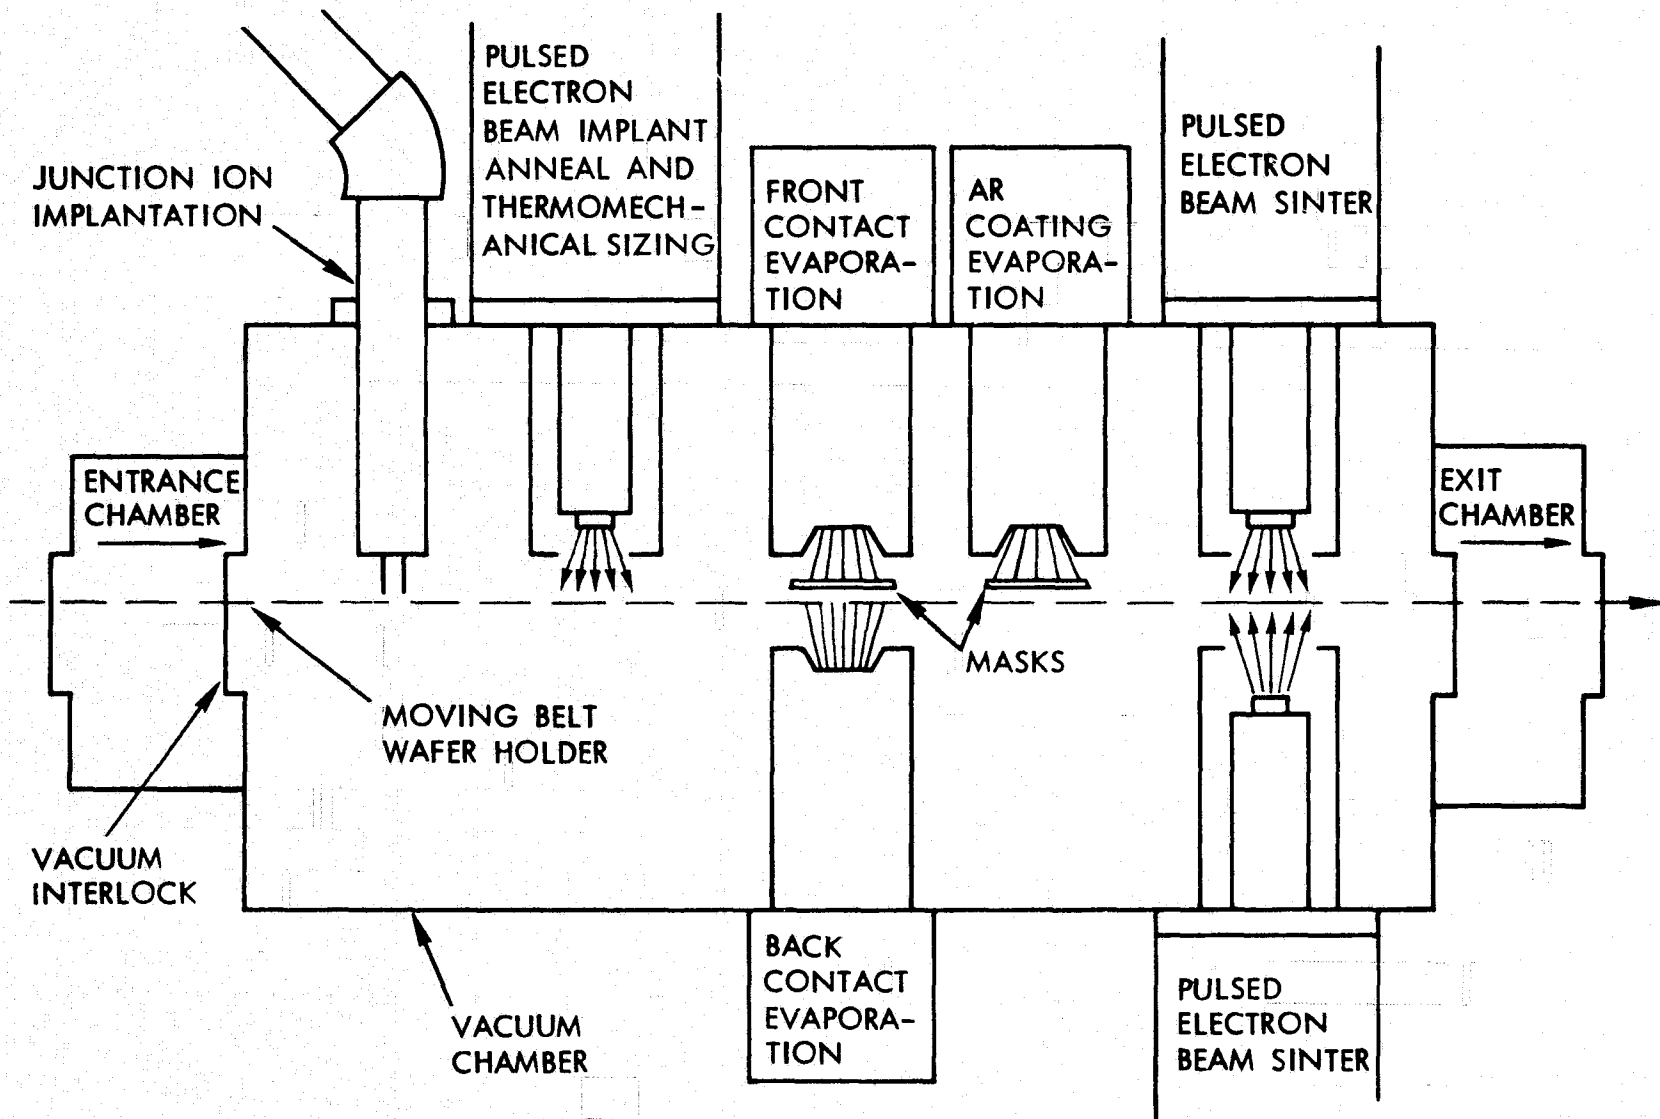 PULSED
ELECTRON
BEAM IMPLANT
ANNEAL AND
THERMOMECH-
ANICAL SIZING
JUNCTION ION
IMPLANTATION
FRONT
CONTACT
EVAPORA-
TION
AR
COATING
EVAPORA-
TION
PULSED
ELECTRON
BEAM SINTER
ENTRANCE
CHAMBER
EXIT
CHAMBER
MASKS
MOVING BELT
WAFER HOLDER
VACUUM
INTERLOCK
VACUUM
CHAMBER
BACK
CONTACT
EVAPORA-
TION
PULSED
ELECTRON
BEAM SINTER